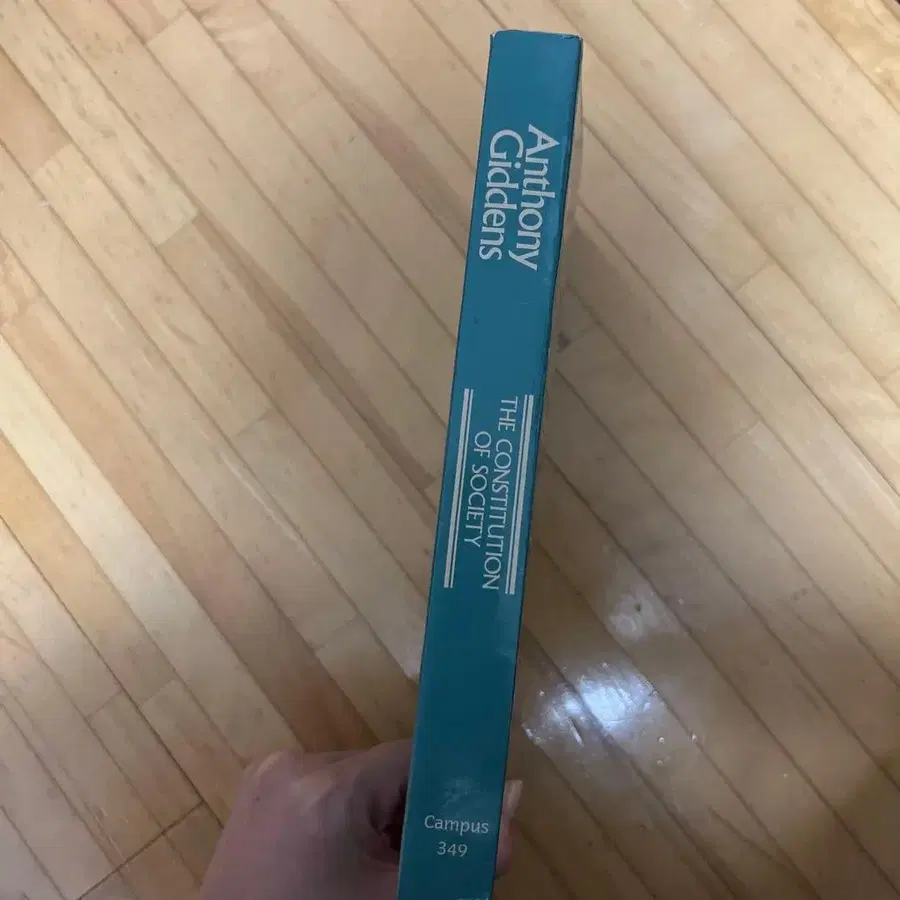 Anthony
Giddens
THE CONSTITUTION
OF SOCIETY
Campus
349